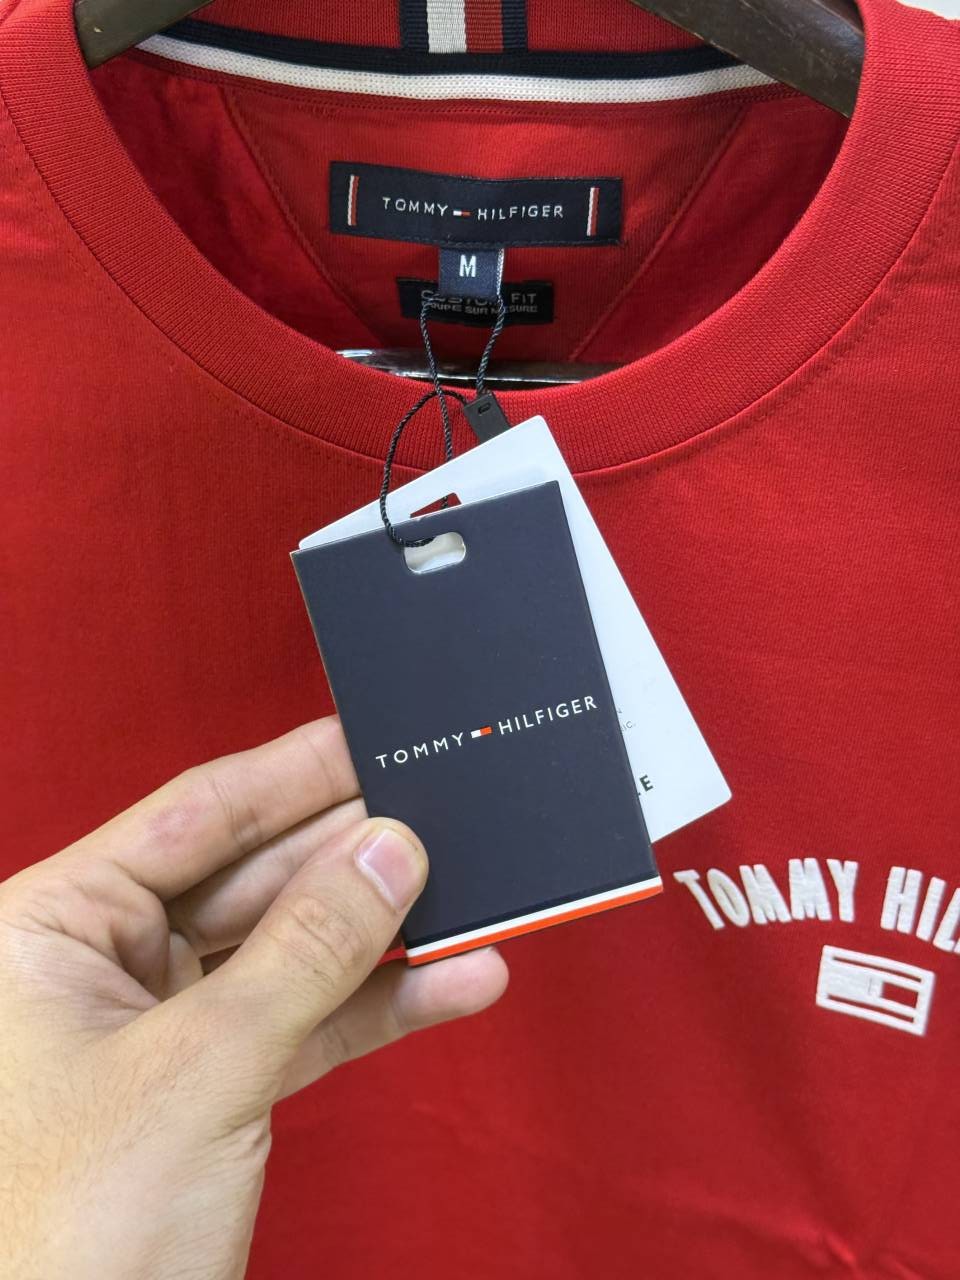 TOMMY HILFIGER
M
CUSTOM FIT
COUPE SUR MESURE
TOMMY HILFIGER
TOMMY HIL